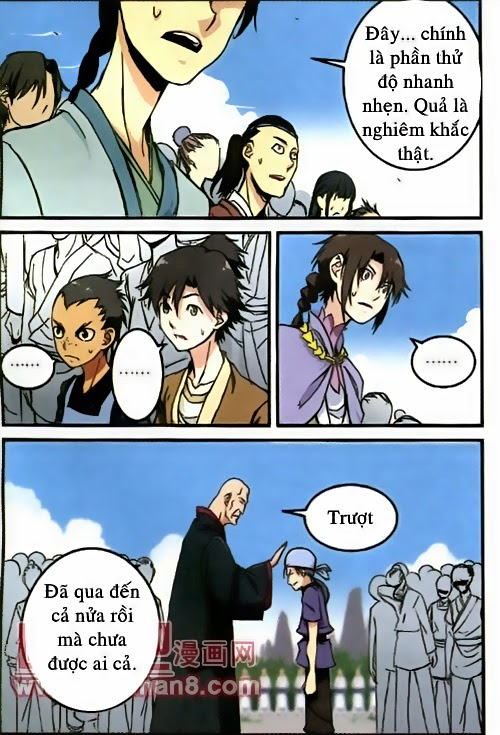 Đây... chính
là phần thử
độ nhanh
nhẹn. Quả là
nghiêm khắc
thật.
........
........
........
Trượt
Đã qua đến
cả nửa rồi
mà chưa
được ai cả.
漫画网
man8.com